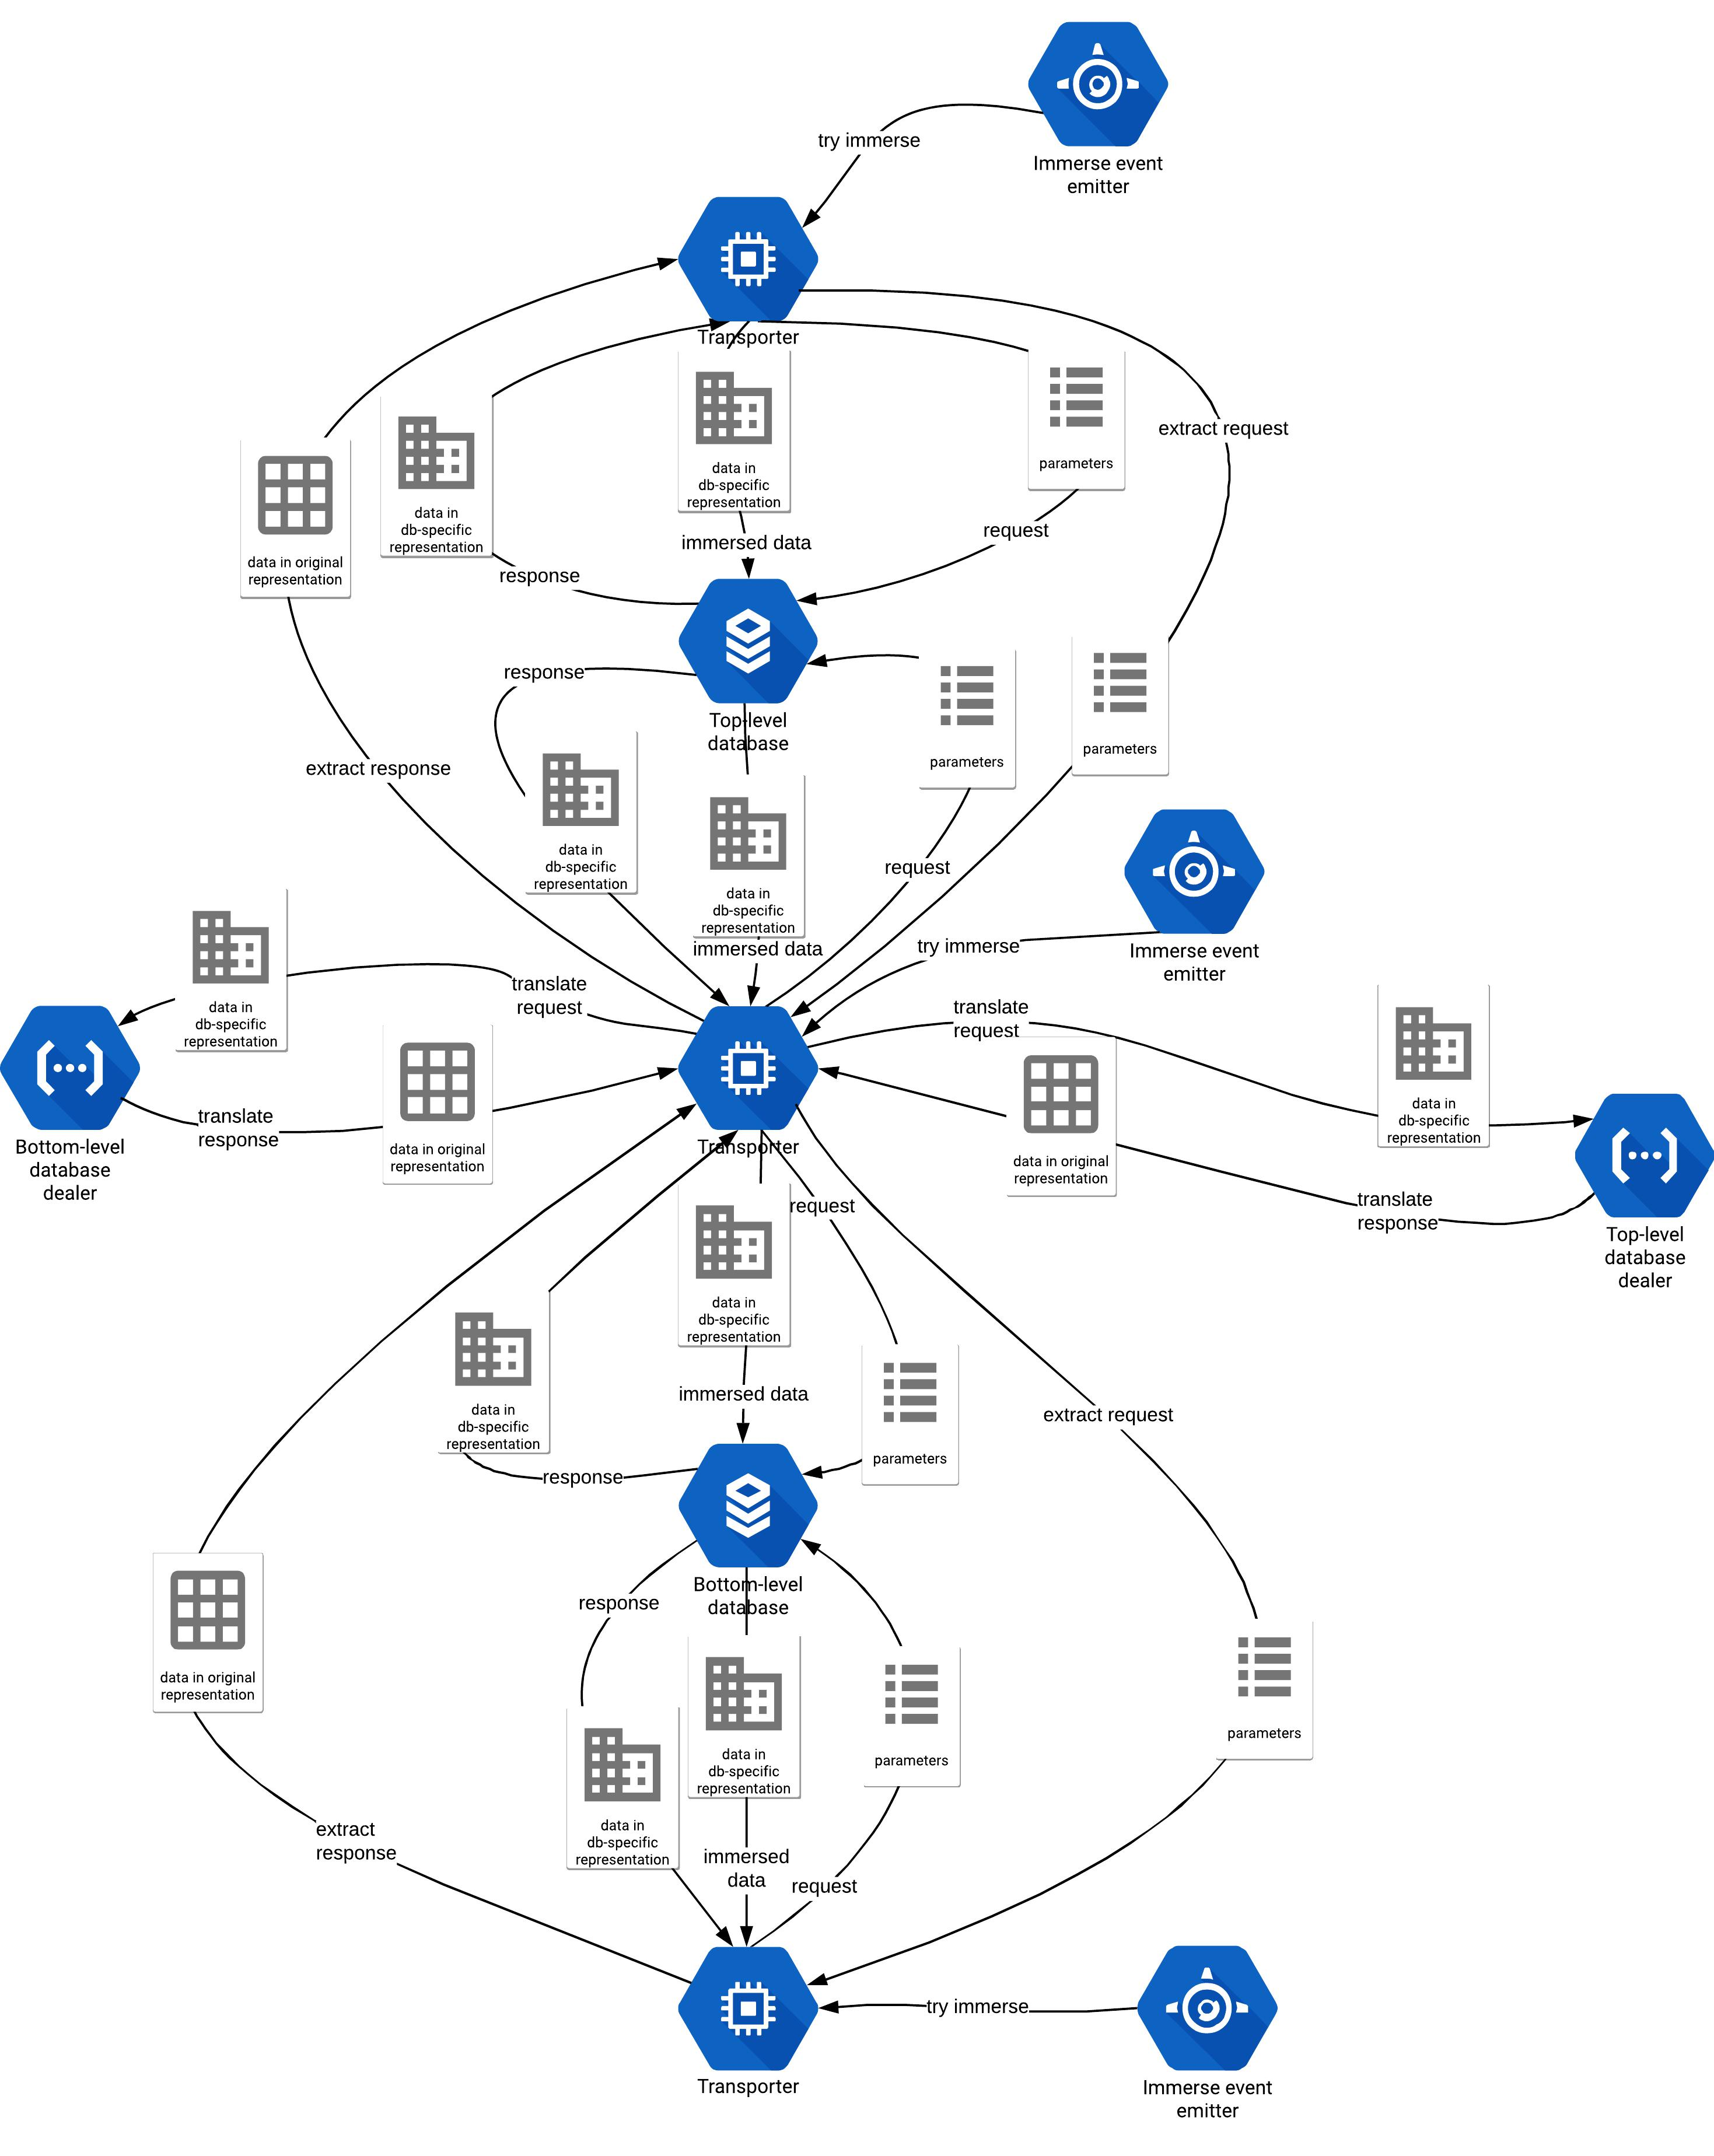 Immerse event
emitter
try immerse
Transporter
extract request
parameters
data in
db-specific
representation
data in
db-specific
representation
data in original
representation
request
immersed data
response
response
Top-level
database
parameters
parameters
extract response
data in
db-specific
representation
data in
db-specific
representation
request
immersed data
try immerse
Immerse event
emitter
translate
request
data in
db-specific
representation
translate
request
data in
db-specific
representation
translate
response
data in original
representation
Bottom-level
database
dealer
Transporter
data in original
representation
translate
response
Top-level
database
dealer
request
data in
db-specific
representation
immersed data
data in
db-specific
representation
extract request
parameters
response
Bottom-level
database
response
data in original
representation
parameters
data in
db-specific
representation
parameters
data in
db-specific
representation
extract
response
immersed
data
request
try immerse
Transporter
Immerse event
emitter